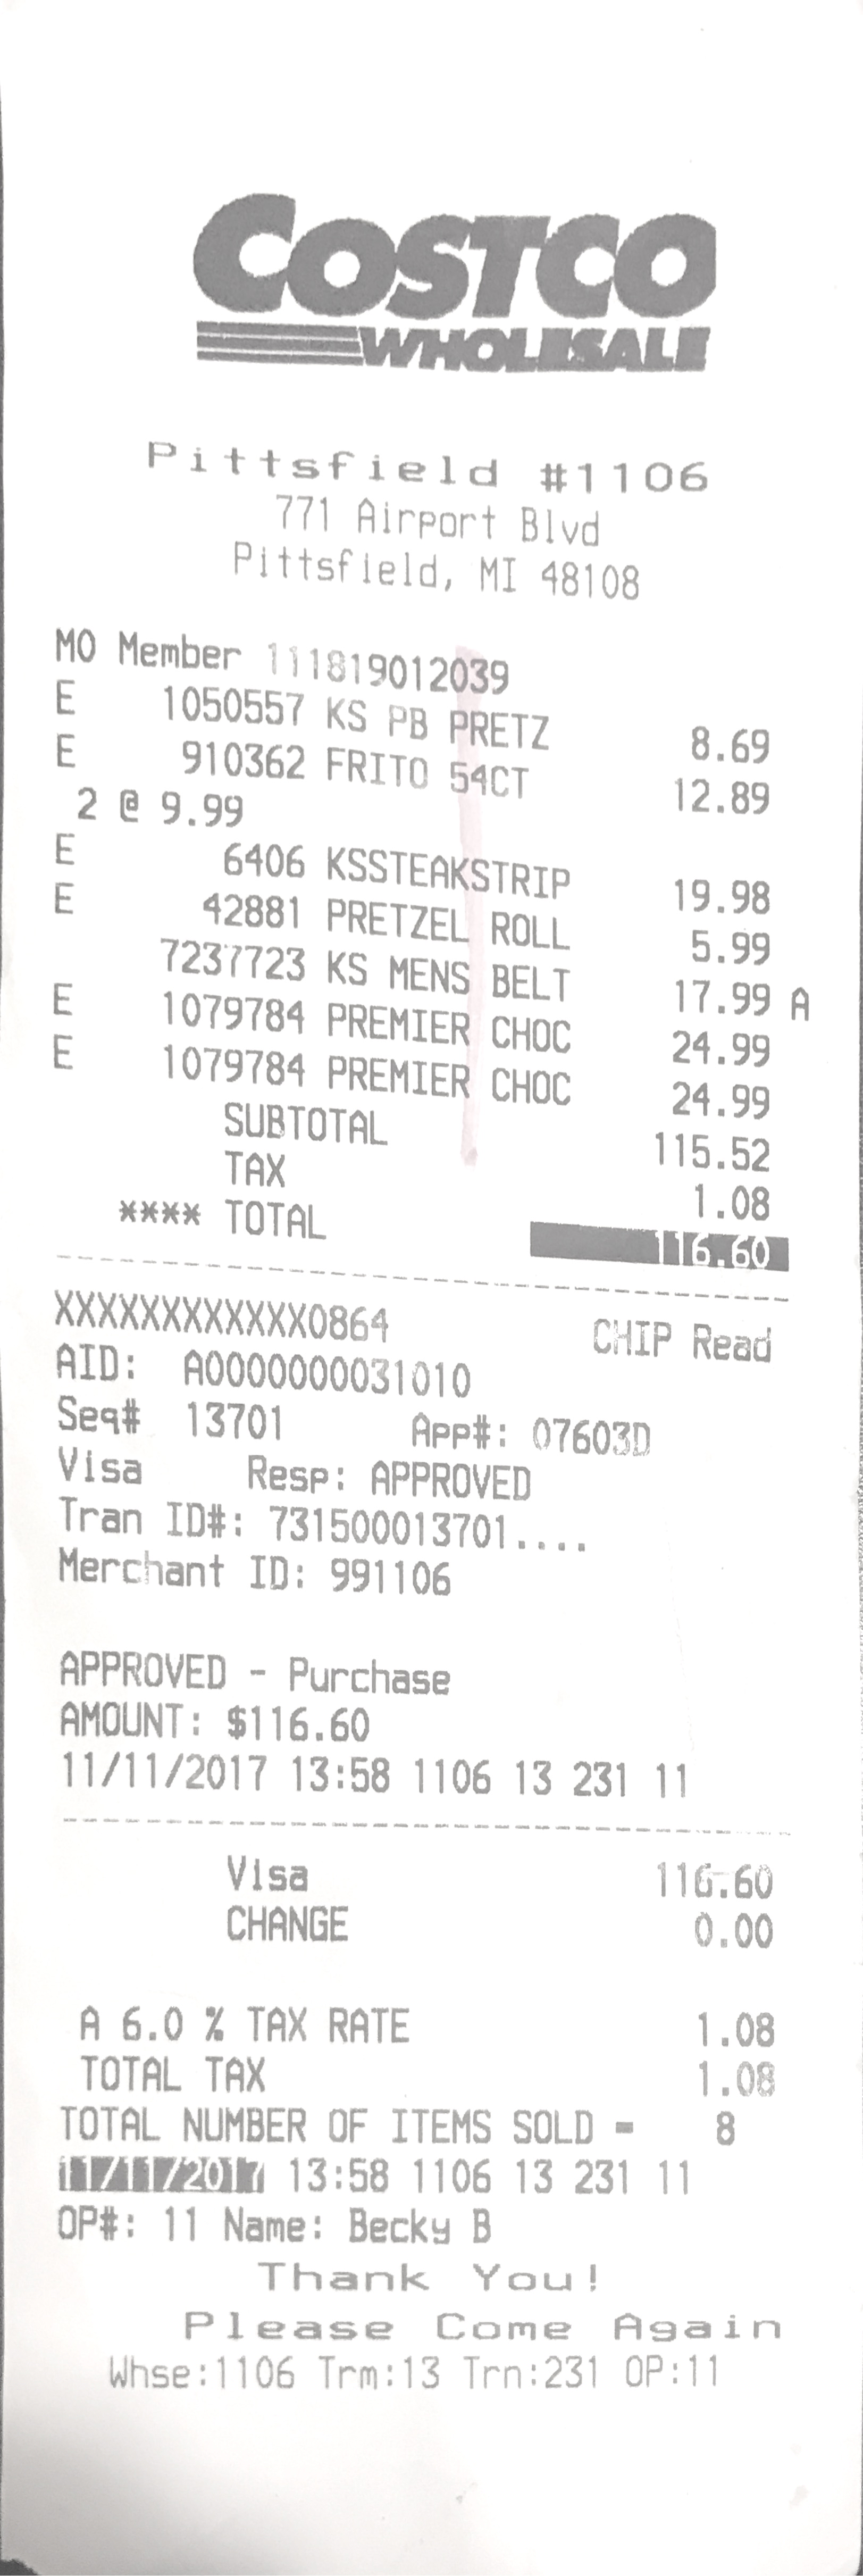 COSTCO
WHOLESALE
Pittsfield #1106
771 Airport Blvd
Pittsfield, MI 48108
MO Member 111819012039
E 1050557 KS PB PRETZ 8.69
E 910362 FRITO 54CT 12.89
2 @ 9.99
E 6406 KSSTEAKSTRIP 19.98
E 42881 PRETZEL ROLL 5.99
7237723 KS MENS BELT 17.99 A
E 1079784 PREMIER CHOC 24.99
E 1079784 PREMIER CHOC 24.99
SUBTOTAL 115.52
TAX 1.08
**** TOTAL 116.60
XXXXXXXXXXXX0864 CHIP Read
AID: A0000000031010
Seq# 13701 App#: 07603D
Visa Resp: APPROVED
Tran ID#: 731500013701....
Merchant ID: 991106
APPROVED - Purchase
AMOUNT: $116.60
11/11/2017 13:58 1106 13 231 11
Visa 116.60
CHANGE 0.00
A 6.0 % TAX RATE 1.08
TOTAL TAX 1.08
TOTAL NUMBER OF ITEMS SOLD = 8
11/11/2017 13:58 1106 13 231 11
OP#: 11 Name: Becky B
Thank You!
Please Come Again
Whse:1106 Trm:13 Trn:231 OP:11